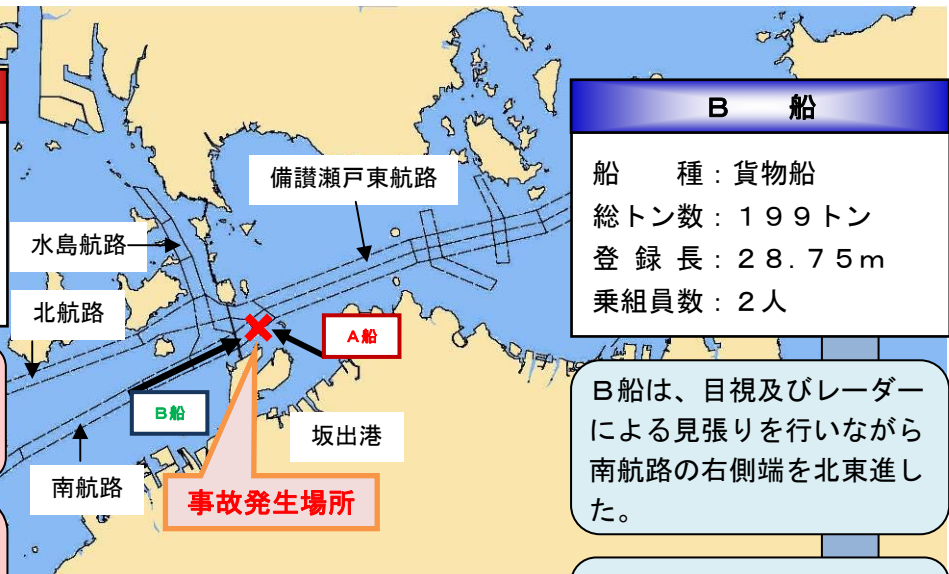 備讃瀬戸東航路
水島航路
北航路
A船
B船
坂出港
南航路
事故発生場所
B 船
船 種：貨物船
総トン数：１９９トン
登録長：２８．７５ｍ
乗組員数：２人
Ｂ船は、目視及びレーダー
による見張りを行いながら
南航路の右側端を北東進し
た。